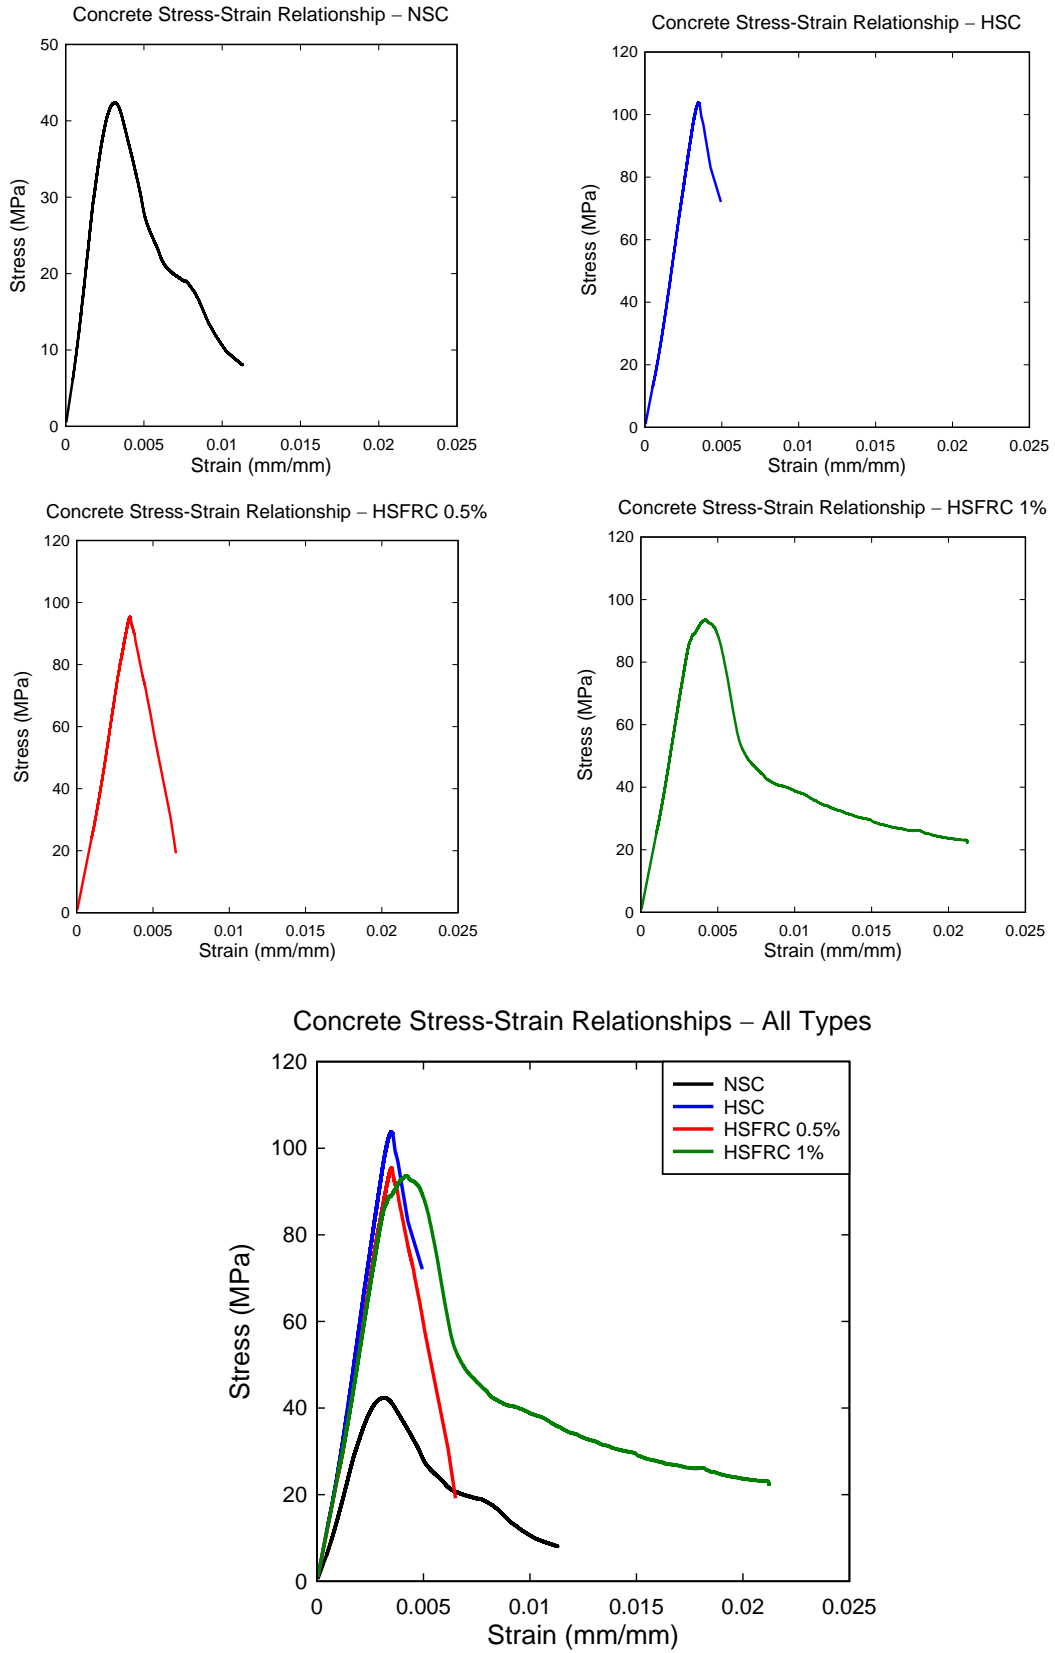 Concrete Stress-Strain Relationship – NSC
50
40
30
20
10
0
Stress (MPa)
0 0.005 0.01 0.015 0.02 0.025
Strain (mm/mm)
Concrete Stress-Strain Relationship – HSC
120
100
80
60
40
20
0
Stress (MPa)
0 0.005 0.01 0.015 0.02 0.025
Strain (mm/mm)
Concrete Stress-Strain Relationship – HSFRC 0.5%
120
100
80
60
40
20
0
Stress (MPa)
0 0.005 0.01 0.015 0.02 0.025
Strain (mm/mm)
Concrete Stress-Strain Relationship – HSFRC 1%
120
100
80
60
40
20
0
Stress (MPa)
0 0.005 0.01 0.015 0.02 0.025
Strain (mm/mm)
Concrete Stress-Strain Relationships – All Types
120
100
80
60
40
20
0
Stress (MPa)
NSC
HSC
HSFRC 0.5%
HSFRC 1%
0 0.005 0.01 0.015 0.02 0.025
Strain (mm/mm)